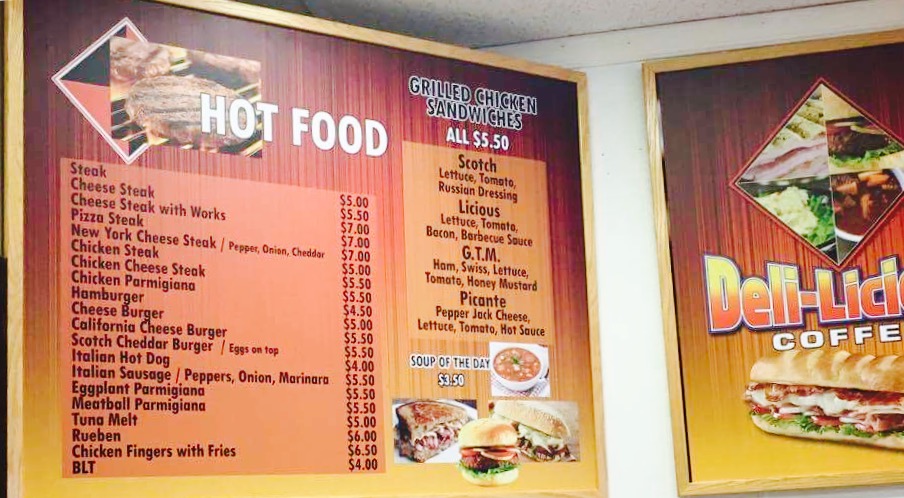 HOT FOOD
Steak $5.00
Cheese Steak $5.50
Cheese Steak with Works $7.00
Pizza Steak $7.00
New York Cheese Steak / Pepper, Onion, Cheddar $7.00
Chicken Steak $5.00
Chicken Cheese Steak $5.50
Chicken Parmigiana $5.50
Hamburger $4.50
Cheese Burger $5.00
California Cheese Burger $5.50
Scotch Cheddar Burger / Eggs on top $5.50
Italian Hot Dog $4.00
Italian Sausage / Peppers, Onion, Marinara $5.50
Eggplant Parmigiana $5.50
Meatball Parmigiana $5.50
Tuna Melt $5.00
Rueben $6.00
Chicken Fingers with Fries $6.50
BLT $4.00
GRILLED CHICKEN
SANDWICHES
ALL $5.50
Scotch
Lettuce, Tomato,
Russian Dressing
Licious
Lettuce, Tomato,
Bacon, Barbecue Sauce
G.T.M.
Ham, Swiss, Lettuce,
Tomato, Honey Mustard
Picante
Pepper Jack Cheese,
Lettuce, Tomato, Hot Sauce
SOUP OF THE DAY
$3.50
Deli-Licio
COFFE